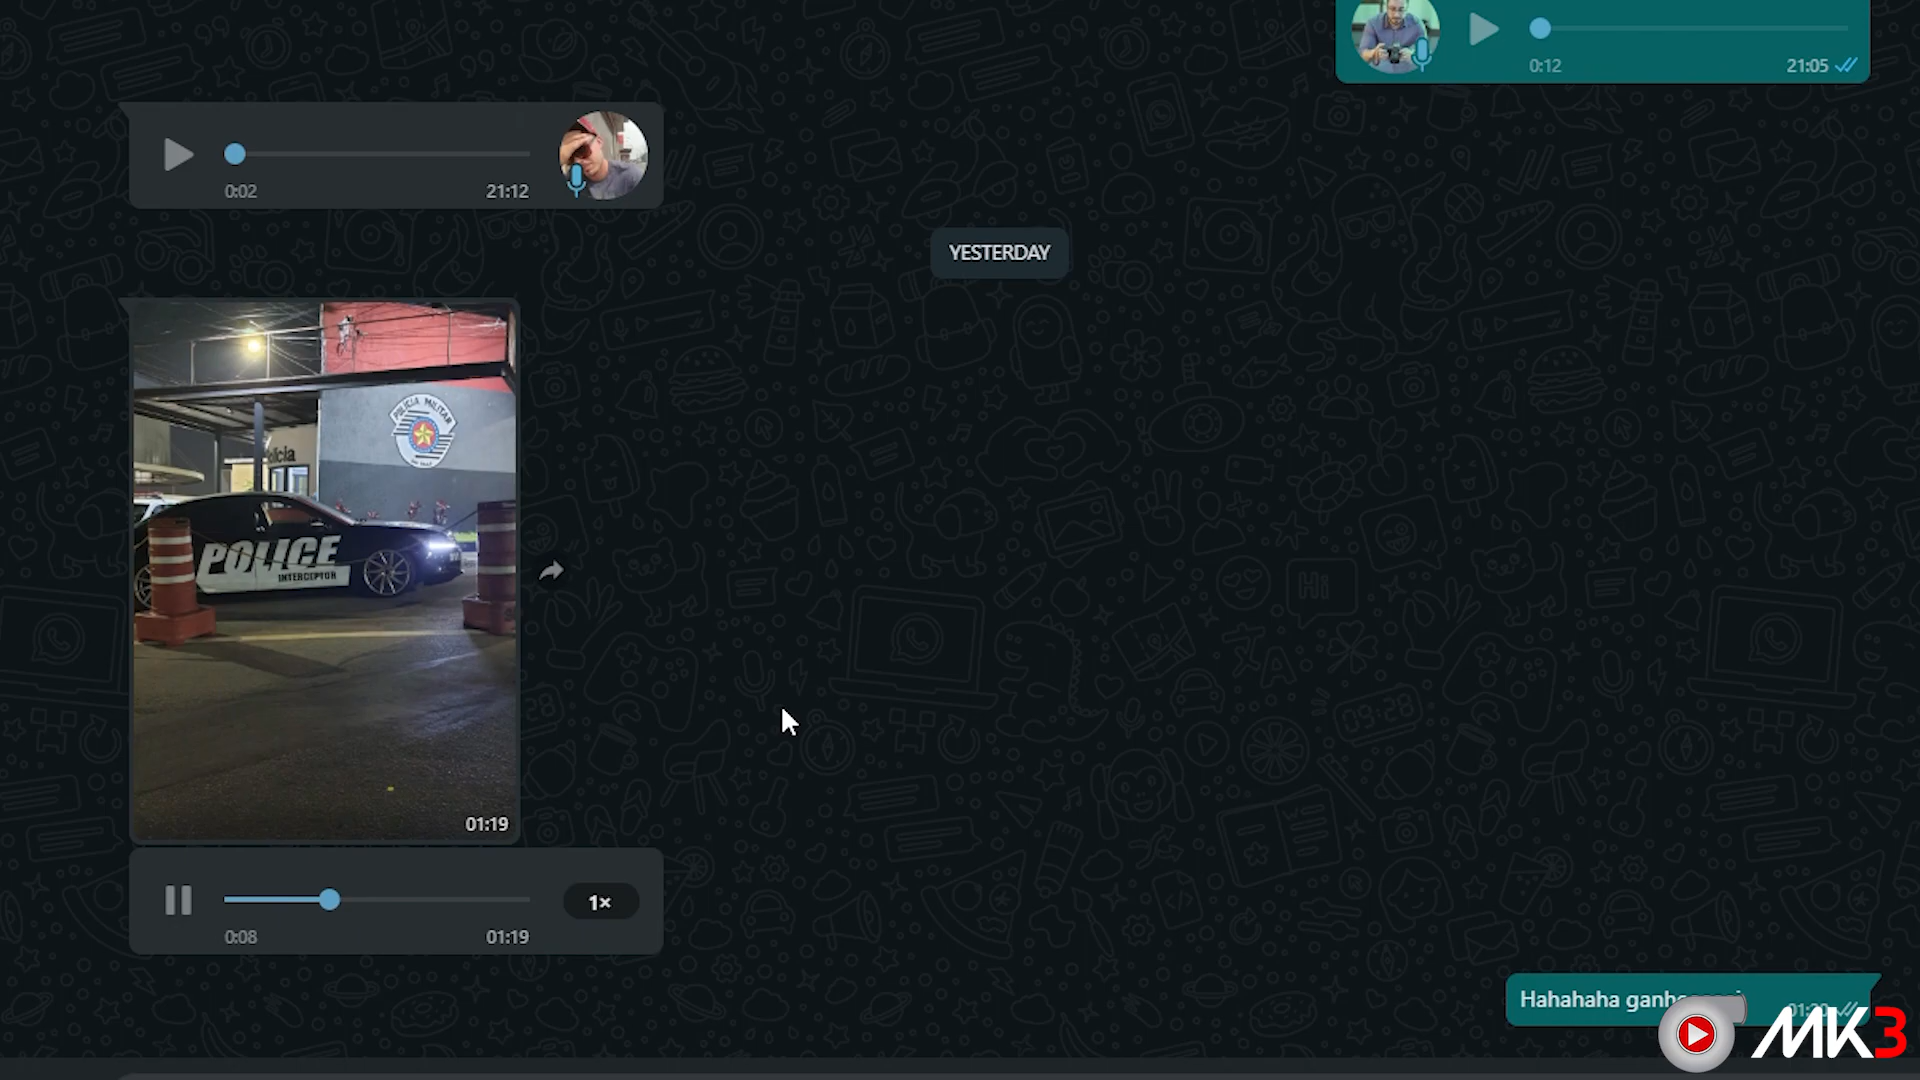 0:12
21:05
0:02
21:12
YESTERDAY
POLÍCIA MILITAR
POLICE
INTERCEPTOR
01:19
1×
0:08
01:19
Hahahaha
MK3